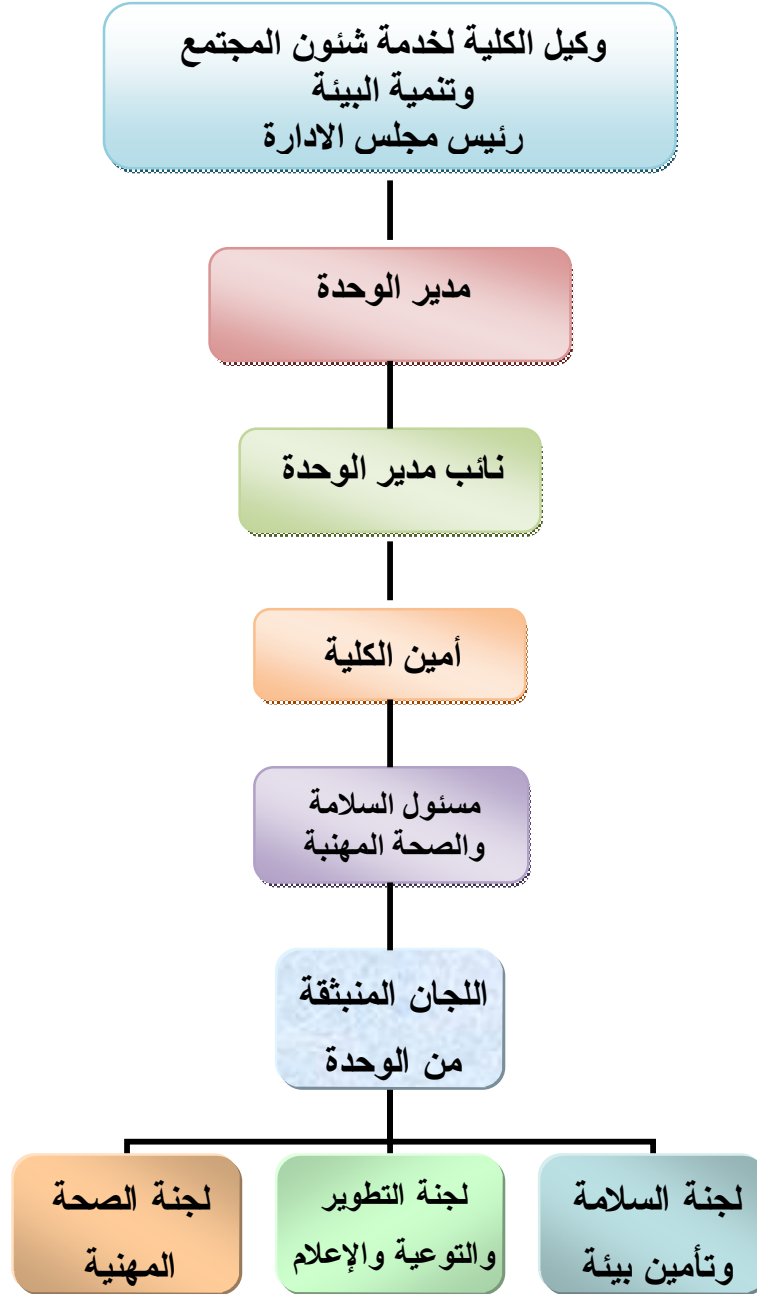 وكيل الكلية لخدمة شئون المجتمع
وتنمية البيئة
رئيس مجلس الادارة
مدير الوحدة
نائب مدير الوحدة
أمين الكلية
مسئول السلامة
والصحة المهنبة
اللجان المنبثقة
من الوحدة
لجنة السلامة
وتأمين بيئة
لجنة التطوير
والتوعية والإعلام
لجنة الصحة
المهنية